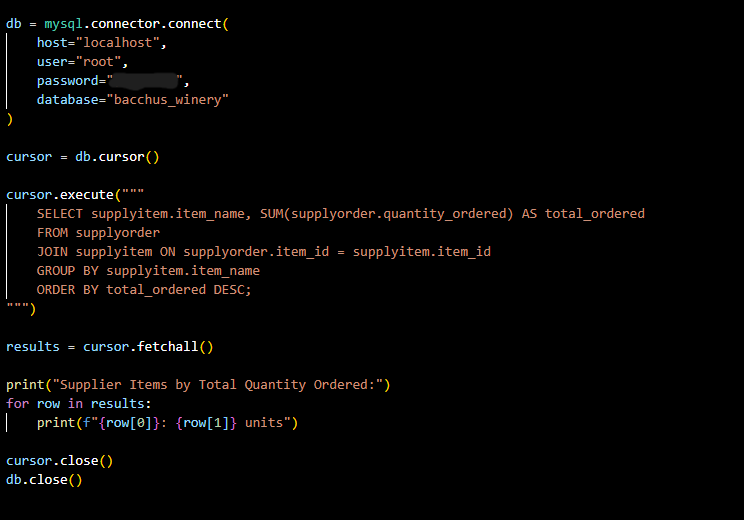 db = mysql.connector.connect(
    host="localhost",
    user="root",
    password="",
    database="bacchus_winery"
)
cursor = db.cursor()
cursor.execute("""
    SELECT supplyitem.item_name, SUM(supplyorder.quantity_ordered) AS total_ordered
    FROM supplyorder
    JOIN supplyitem ON supplyorder.item_id = supplyitem.item_id
    GROUP BY supplyitem.item_name
    ORDER BY total_ordered DESC;
""")
results = cursor.fetchall()
print("Supplier Items by Total Quantity Ordered:")
for row in results:
    print(f"{row[0]}: {row[1]} units")
cursor.close()
db.close()